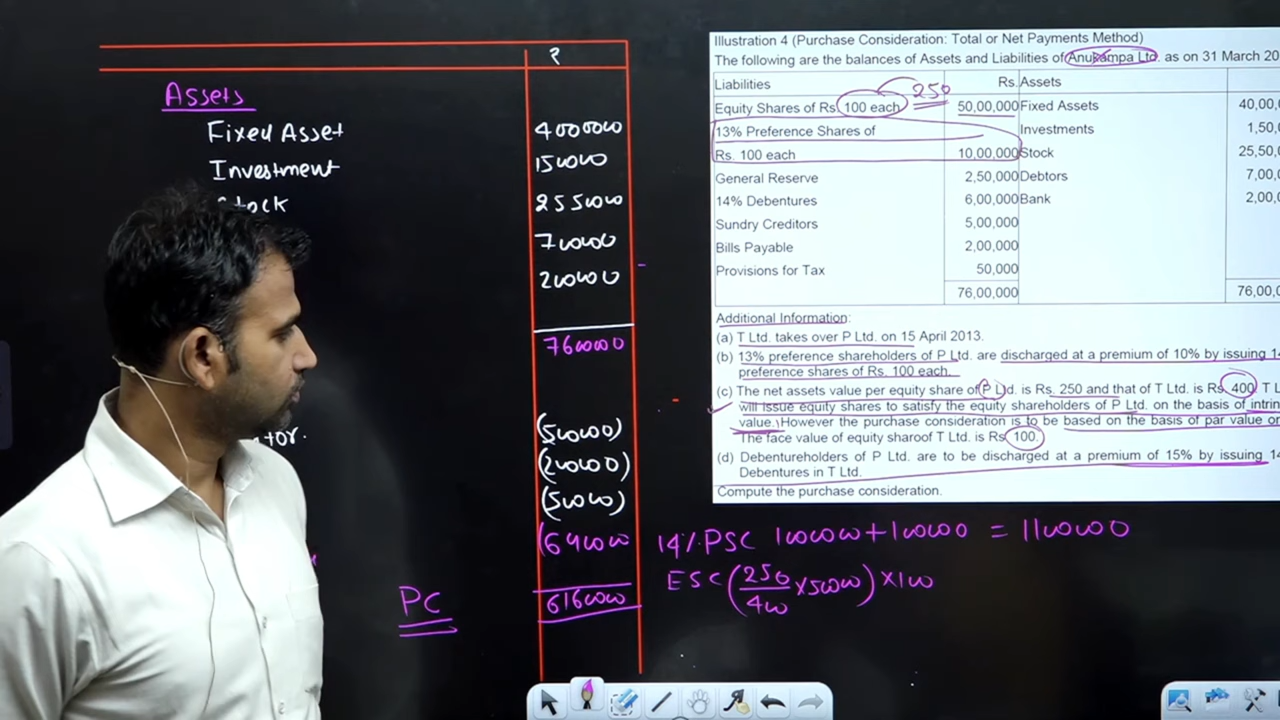 ₹
Assets
Fixed Asset 4000000
Investment 150000
Stock 2550000
700000
200000
7600000
(500000)
(200000)
(50000)
PC 6160000
Illustration 4 (Purchase Consideration: Total or Net Payments Method)
The following are the balances of Assets and Liabilities of Anukampa Ltd. as on 31 March 20
Liabilities Rs. Assets
250
Equity Shares of Rs 100 each 50,00,000 Fixed Assets 40,00,
13% Preference Shares of Investments 1,50,
Rs. 100 each 10,00,000 Stock 25,50,
General Reserve 2,50,000 Debtors 7,00,
14% Debentures 6,00,000 Bank 2,00,
Sundry Creditors 5,00,000
Bills Payable 2,00,000
Provisions for Tax 50,000
76,00,000 76,00,
Additional Information:
(a) T Ltd. takes over P Ltd. on 15 April 2013.
(b) 13% preference shareholders of P Ltd. are discharged at a premium of 10% by issuing 14
preference shares of Rs. 100 each.
(c) The net assets value per equity share of P Ltd. is Rs. 250 and that of T Ltd. is Rs. 400 T L
will issue equity shares to satisfy the equity shareholders of P Ltd. on the basis of intrin
value. However the purchase consideration is to be based on the basis of par value or
The face value of equity sharoof T Ltd. is Rs 100.
(d) Debentureholders of P Ltd. are to be discharged at a premium of 15% by issuing 14
Debentures in T Ltd.
Compute the purchase consideration.
14% PSC 1000000 + 100000 = 1100000
ESC (250/400 × 50000) × 100